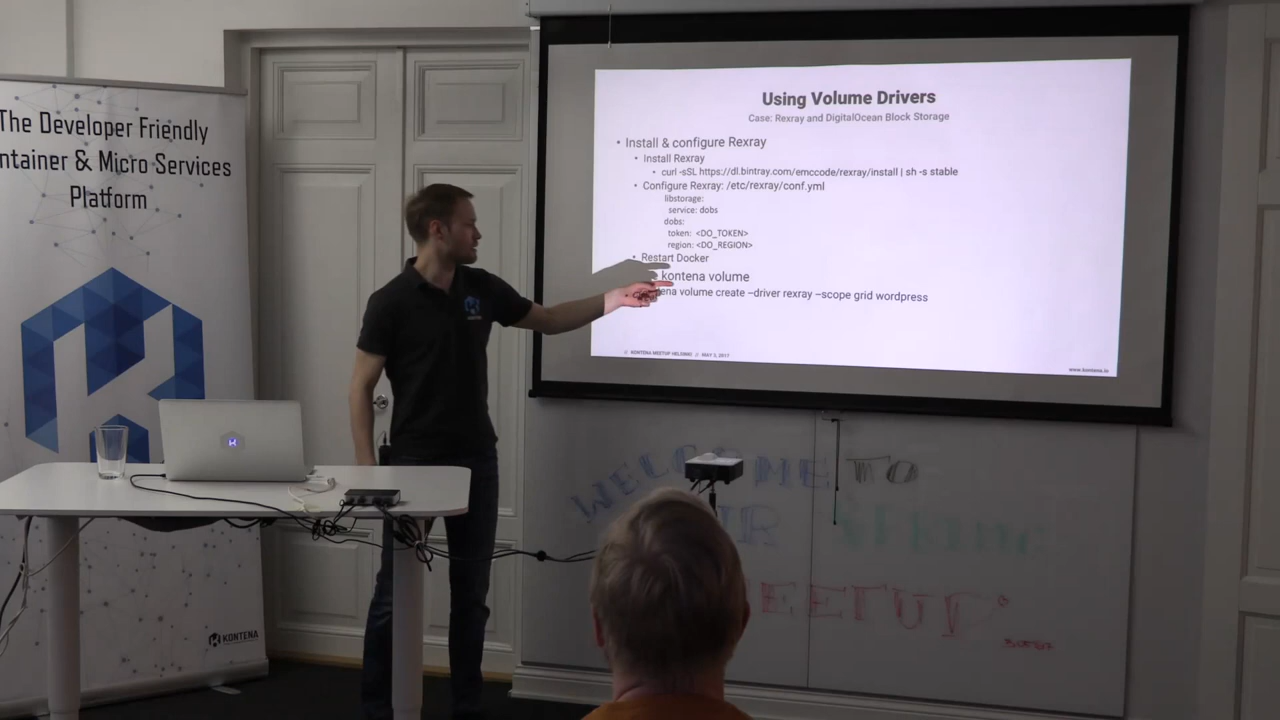 The Developer Friendly
ntainer & Micro Services
Platform
KONTENA
Using Volume Drivers
Case: Rexray and DigitalOcean Block Storage
• Install & configure Rexray
• Install Rexray
• curl -sSL https://dl.bintray.com/emccode/rexray/install | sh -s stable
• Configure Rexray: /etc/rexray/conf.yml
libstorage:
service: dobs
dobs:
token: <DO_TOKEN>
region: <DO_REGION>
• Restart Docker
kontena volume
ena volume create –driver rexray –scope grid wordpress
// KONTENA MEETUP HELSINKI // MAY 3, 2017
www.kontena.io
WELCOME TO